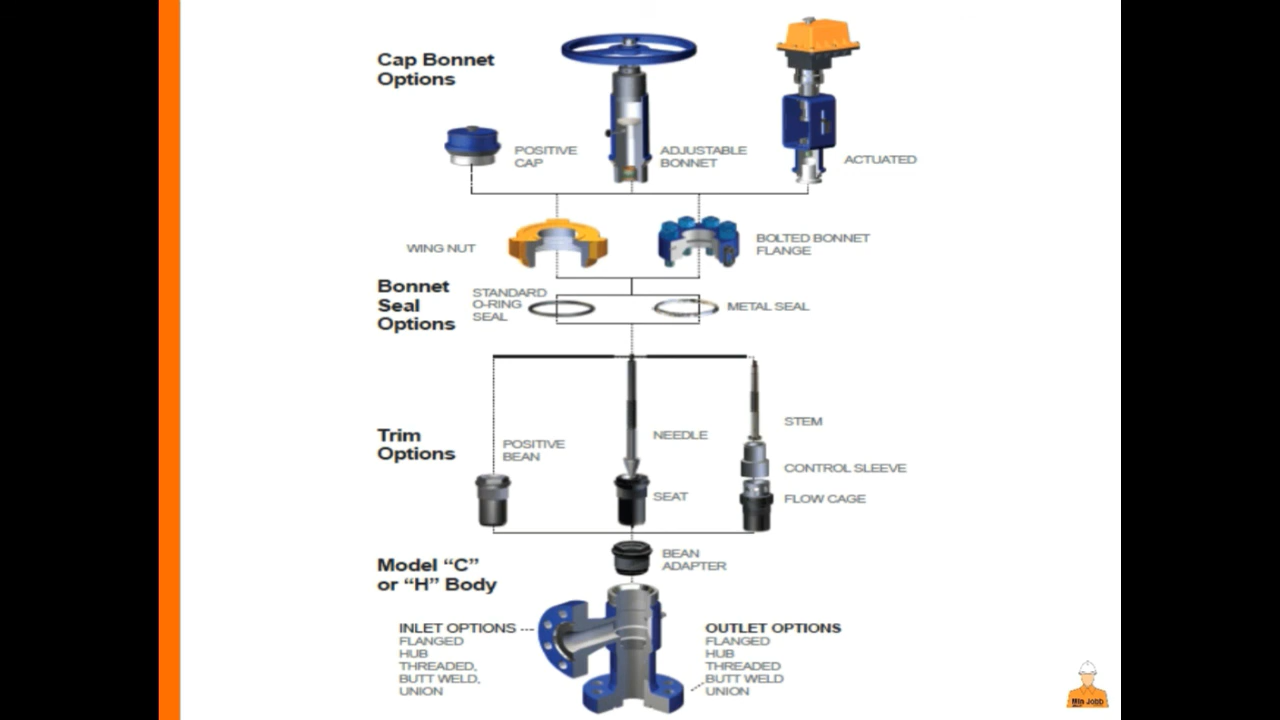 Cap Bonnet
Options
POSITIVE
CAP
ADJUSTABLE
BONNET
ACTUATED
WING NUT
BOLTED BONNET
FLANGE
Bonnet
Seal
Options
STANDARD
O-RING
SEAL
METAL SEAL
Trim
Options
POSITIVE
BEAN
NEEDLE
SEAT
STEM
CONTROL SLEEVE
FLOW CAGE
BEAN
ADAPTER
Model “C”
or “H” Body
INLET OPTIONS
FLANGED
HUB
THREADED,
BUTT WELD,
UNION
OUTLET OPTIONS
FLANGED
HUB
THREADED
BUTT WELD
UNION
Min Jobb